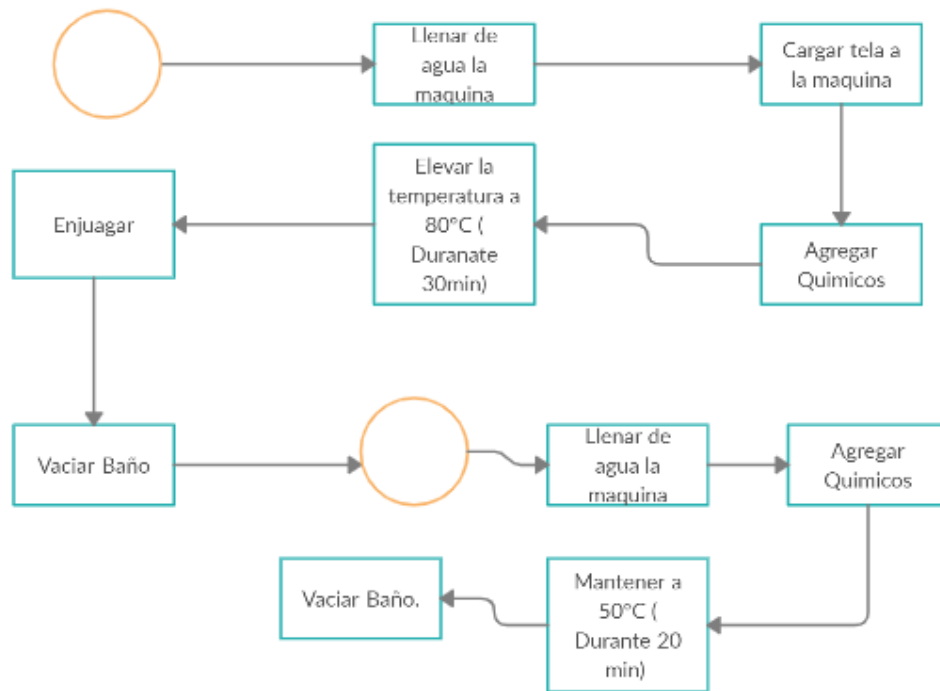 Llenar de
agua la
maquina
Cargar tela a
la maquina
Agregar
Quimicos
Elevar la
temperatura a
80°C (
Duranate
30min)
Enjuagar
Vaciar Baño
Llenar de
agua la
maquina
Agregar
Quimicos
Mantener a
50°C (
Durante 20
min)
Vaciar Baño.